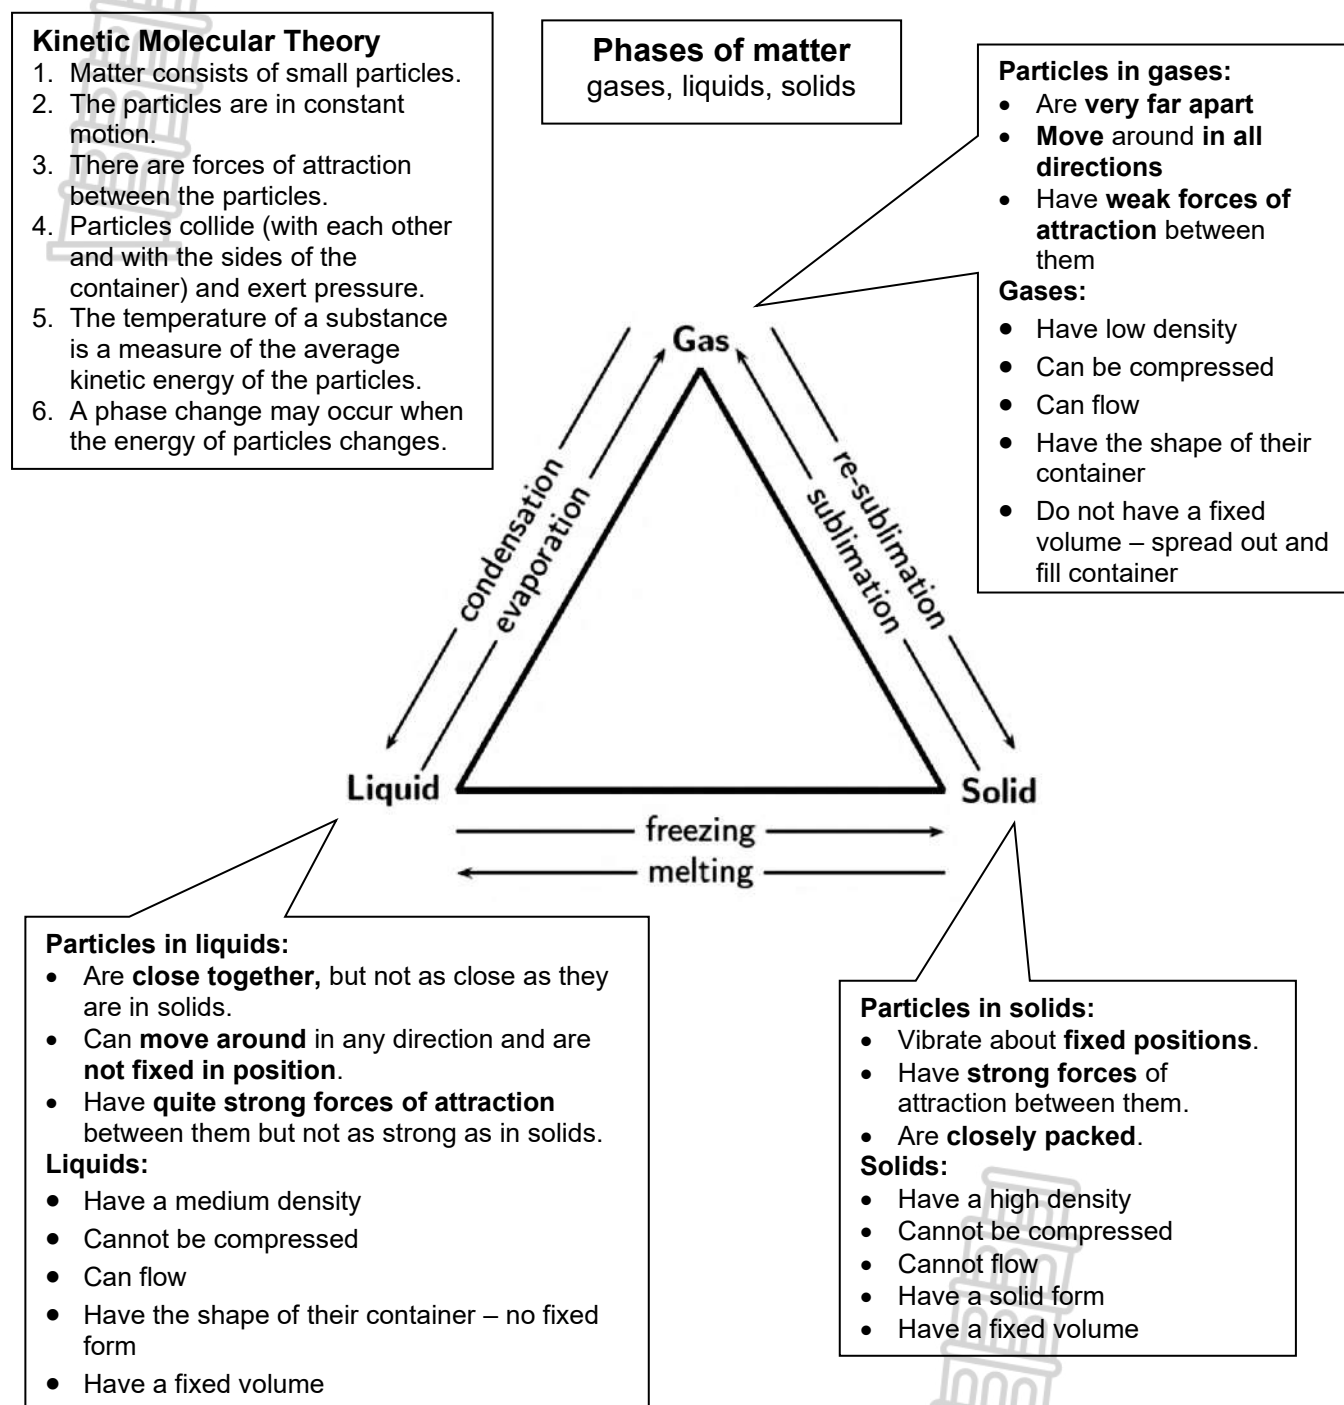 Kinetic Molecular Theory
1. Matter consists of small particles.
2. The particles are in constant
motion.
3. There are forces of attraction
between the particles.
4. Particles collide (with each other
and with the sides of the
container) and exert pressure.
5. The temperature of a substance
is a measure of the average
kinetic energy of the particles.
6. A phase change may occur when
the energy of particles changes.
Phases of matter
gases, liquids, solids
Particles in gases:
• Are very far apart
• Move around in all
directions
• Have weak forces of
attraction between
them
Gases:
• Have low density
• Can be compressed
• Can flow
• Have the shape of their
container
• Do not have a fixed
volume – spread out and
fill container
Gas
condensation
evaporation
re-sublimation
sublimation
Liquid
Solid
freezing
melting
Particles in liquids:
• Are close together, but not as close as they
are in solids.
• Can move around in any direction and are
not fixed in position.
• Have quite strong forces of attraction
between them but not as strong as in solids.
Liquids:
• Have a medium density
• Cannot be compressed
• Can flow
• Have the shape of their container – no fixed
form
• Have a fixed volume
Particles in solids:
• Vibrate about fixed positions.
• Have strong forces of
attraction between them.
• Are closely packed.
Solids:
• Have a high density
• Cannot be compressed
• Cannot flow
• Have a solid form
• Have a fixed volume